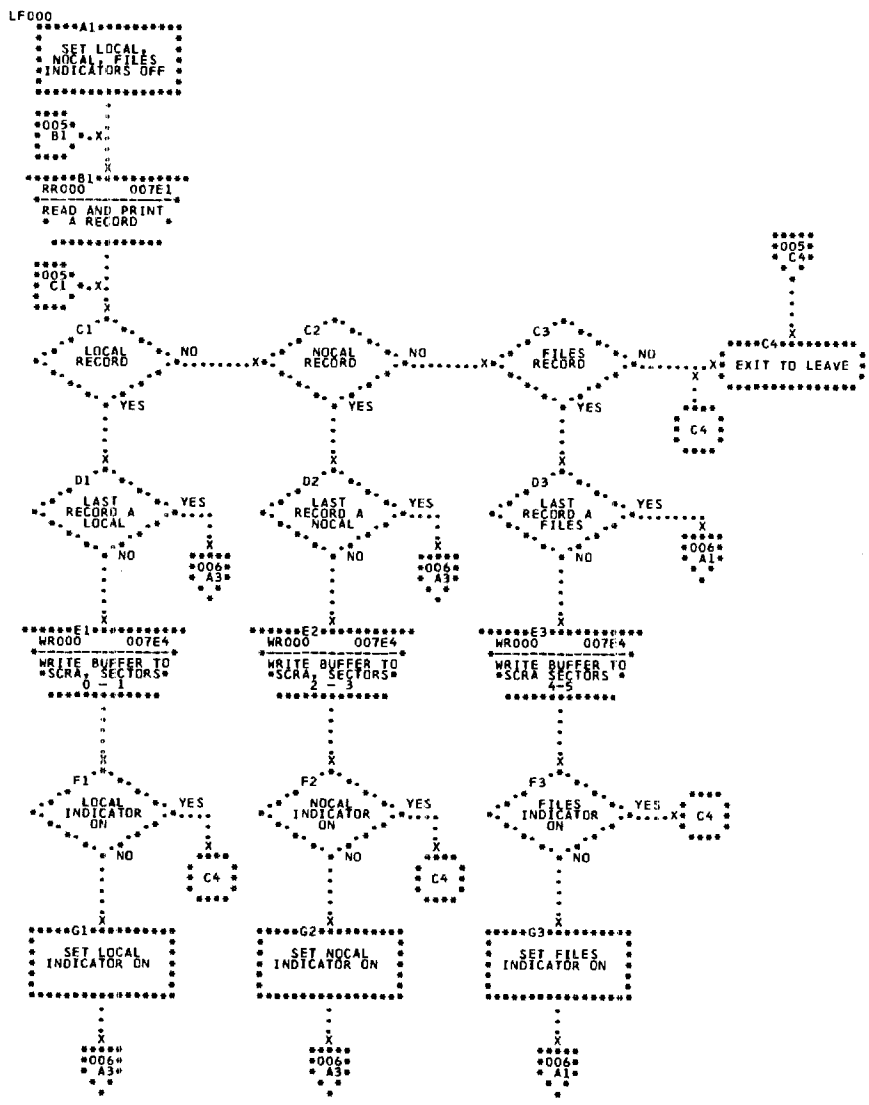 LF000
A1
SET LOCAL,
NOCAL, FILES
INDICATORS OFF
005
B1
X
X
B1
RR000 007E1
READ AND PRINT
A RECORD
005
C4
005
C1
X
X
C1
LOCAL
RECORD
NO
X
C2
NOCAL
RECORD
NO
X
C3
FILES
RECORD
NO
X
X
C4
EXIT TO LEAVE
YES
YES
YES
C4
X
X
X
D1
LAST
RECORD A
LOCAL
YES
D2
LAST
RECORD A
NOCAL
YES
D3
LAST
RECORD A
FILES
YES
X
X
X
NO
006
A3
NO
006
A3
NO
006
A1
X
X
X
E1
WR000 007E4
WRITE BUFFER TO
SCRA, SECTORS
0 - 1
E2
WR000 007E4
WRITE BUFFER TO
SCRA, SECTORS
2 - 3
E3
WR000 007E4
WRITE BUFFER TO
SCRA SECTORS
4-5
X
X
X
F1
LOCAL
INDICATOR
ON
YES
F2
NOCAL
INDICATOR
ON
YES
F3
FILES
INDICATOR
ON
YES
X
C4
X
X
NO
C4
NO
C4
NO
X
X
X
G1
SET LOCAL
INDICATOR ON
G2
SET NOCAL
INDICATOR ON
G3
SET FILES
INDICATOR ON
X
X
X
006
A3
006
A3
006
A1